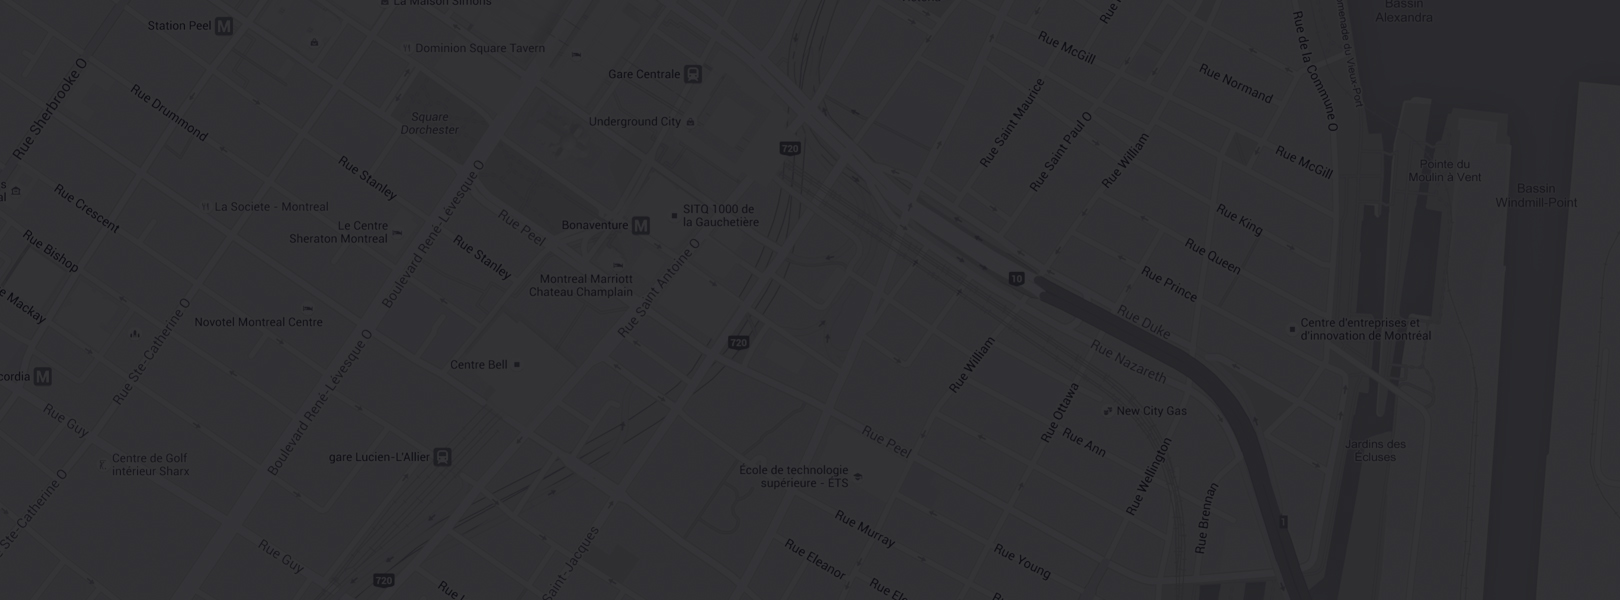 La Maison Simons
Bassin
Alexandra
Station Peel M
Dominion Square Tavern
Rue McGill
Rue de la Commune O
Gare Centrale
Rue Normand
Rue Sherbrooke O
Rue Drummond
Square
Dorchester
Underground City
Rue Saint Maurice
Rue Saint Paul O
Rue William
720
Rue McGill
Pointe du
Moulin à Vent
Rue Stanley
Bassin
Windmill-Point
Rue Crescent
La Societe - Montreal
Le Centre
Sheraton Montreal
Boulevard René-Lévesque O
Rue Peel
Bonaventure M
SITQ 1000 de
la Gauchetière
Rue King
Rue Bishop
Rue Stanley
Rue Queen
Montreal Marriott
Chateau Champlain
Rue Saint Antoine O
10
Rue Prince
Mackay
Novotel Montreal Centre
Rue Duke
Centre d'entreprises et
d'innovation de Montréal
720
Rue Ste-Catherine O
Boulevard René-Lévesque O
Centre Bell
Rue William
Rue Nazareth
cordia M
Rue Guy
Rue Ottawa
New City Gas
Rue Peel
Rue Ann
Jardins des
Écluses
Centre de Golf
intérieur Sharx
gare Lucien-L'Allier
École de technologie
supérieure - ÉTS
Rue Wellington
Ste-Catherine O
Rue Brennan
1
Rue Murray
Rue Guy
Saint-Jacques
Rue Eleanor
Rue Young
720